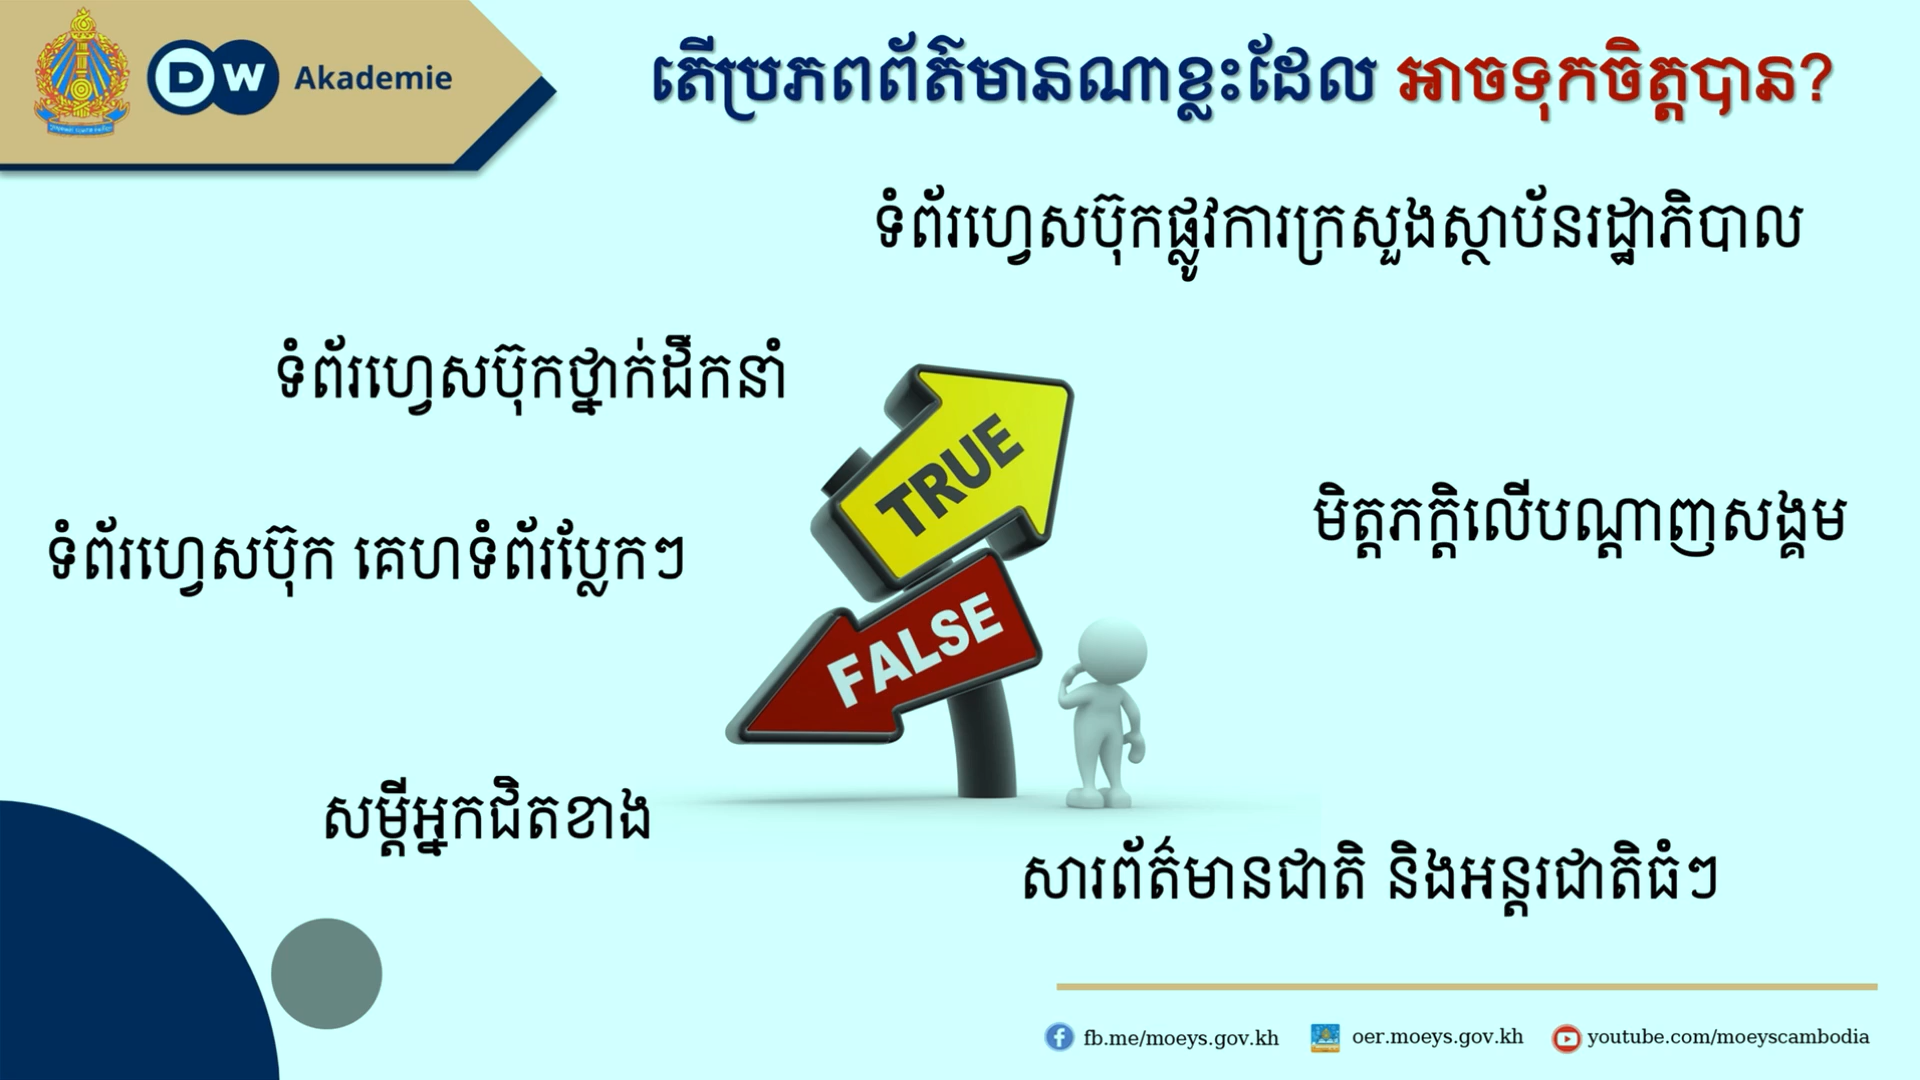 DW Akademie
តើប្រភពព័ត៌មានណាខ្លះដែល អាចទុកចិត្តបាន?
ទំព័រហ្វេសប៊ុកផ្លូវការក្រសួងស្ថាប័នរដ្ឋាភិបាល
ទំព័រហ្វេសប៊ុកថ្នាក់ដឹកនាំ
TRUE
មិត្តភក្តិលើបណ្តាញសង្គម
ទំព័រហ្វេសប៊ុក គេហទំព័រប្លែកៗ
FALSE
សម្តីអ្នកជិតខាង
សារព័ត៌មានជាតិ និងអន្តរជាតិធំៗ
fb.me/moeys.gov.kh
oer.moeys.gov.kh
youtube.com/moeyscambodia